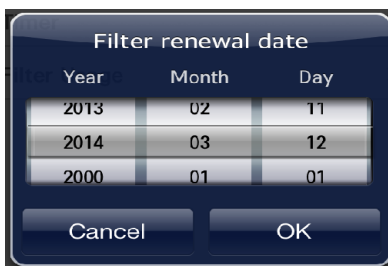 Filter renewal date
Year Month Day
2013 02 11
2014 03 12
2000 01 01
Cancel OK